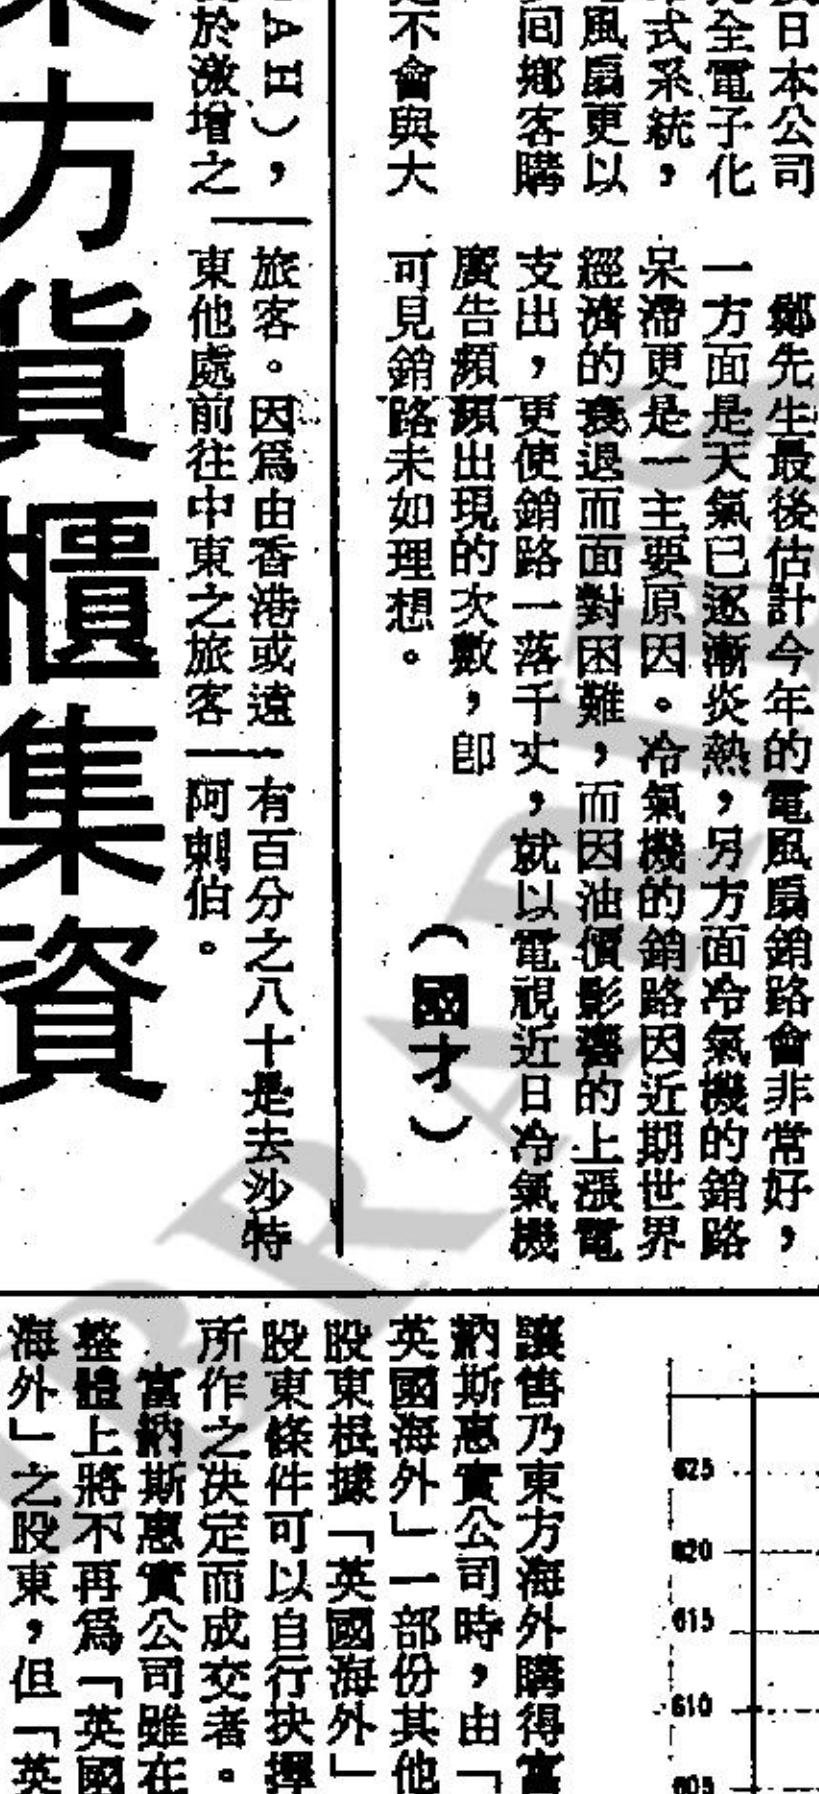 日本公司
全電子化
式系統，
風扇更以
間鄉客購
不會與大
鄭先生最後估計今年的電風扇銷路會非常好，
一方面是天氣已逐漸炎熱，另方面冷氣機的銷路
呆滯更是一主要原因。冷氣機的銷路因近期世界
經濟的衰退而面對困難，而因油價影響的上漲電
支出，更使銷路一落千丈，就以電視近日冷氣機
廣告頻頻出現的次數，卽
可見銷路未如理想。
（國才）
AH），
於激增之
旅客。因爲由香港或遠
東他處前往中東之旅客
有百分之八十是去沙特
阿剌伯。
東方貨櫃集資
625
620
615
610
605
讓售乃東方海外購得富
納斯惠實公司時，由「
英國海外」一部份其他
股東根據「英國海外」
股東條件可以自行抉擇
所作之決定而成交者。
富納斯惠實公司雖在
整體上將不再爲「英國
海外」之股東，但「英